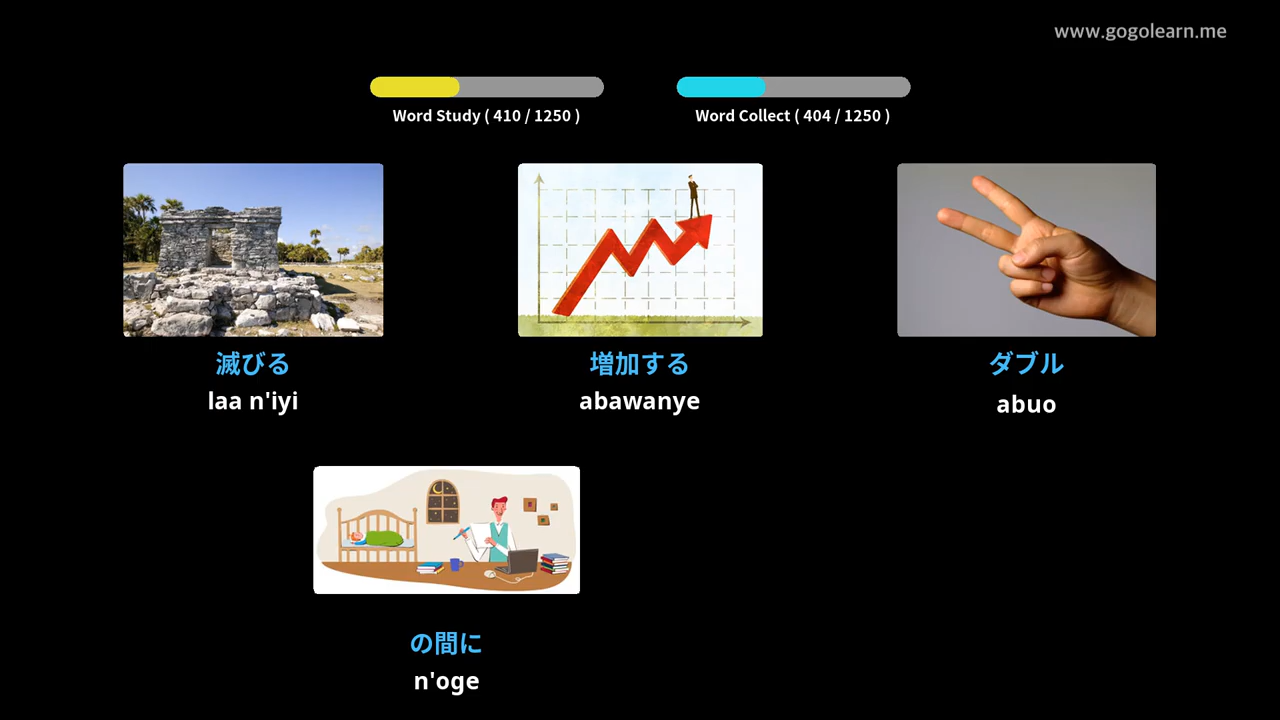 www.gogolearn.me
Word Study ( 410 / 1250 )
Word Collect ( 404 / 1250 )
滅びる
laa n'iyi
増加する
abawanye
ダブル
abuo
の間に
n'oge